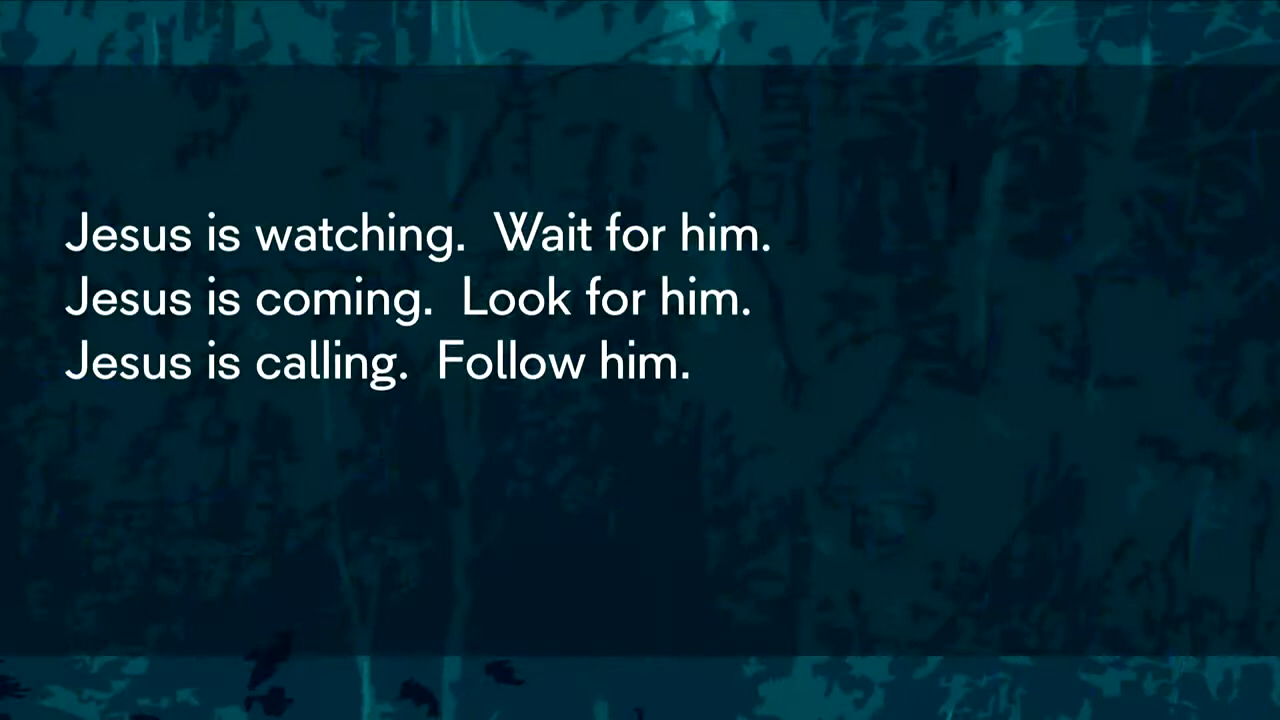 Jesus is watching.  Wait for him.
Jesus is coming.  Look for him.
Jesus is calling.  Follow him.